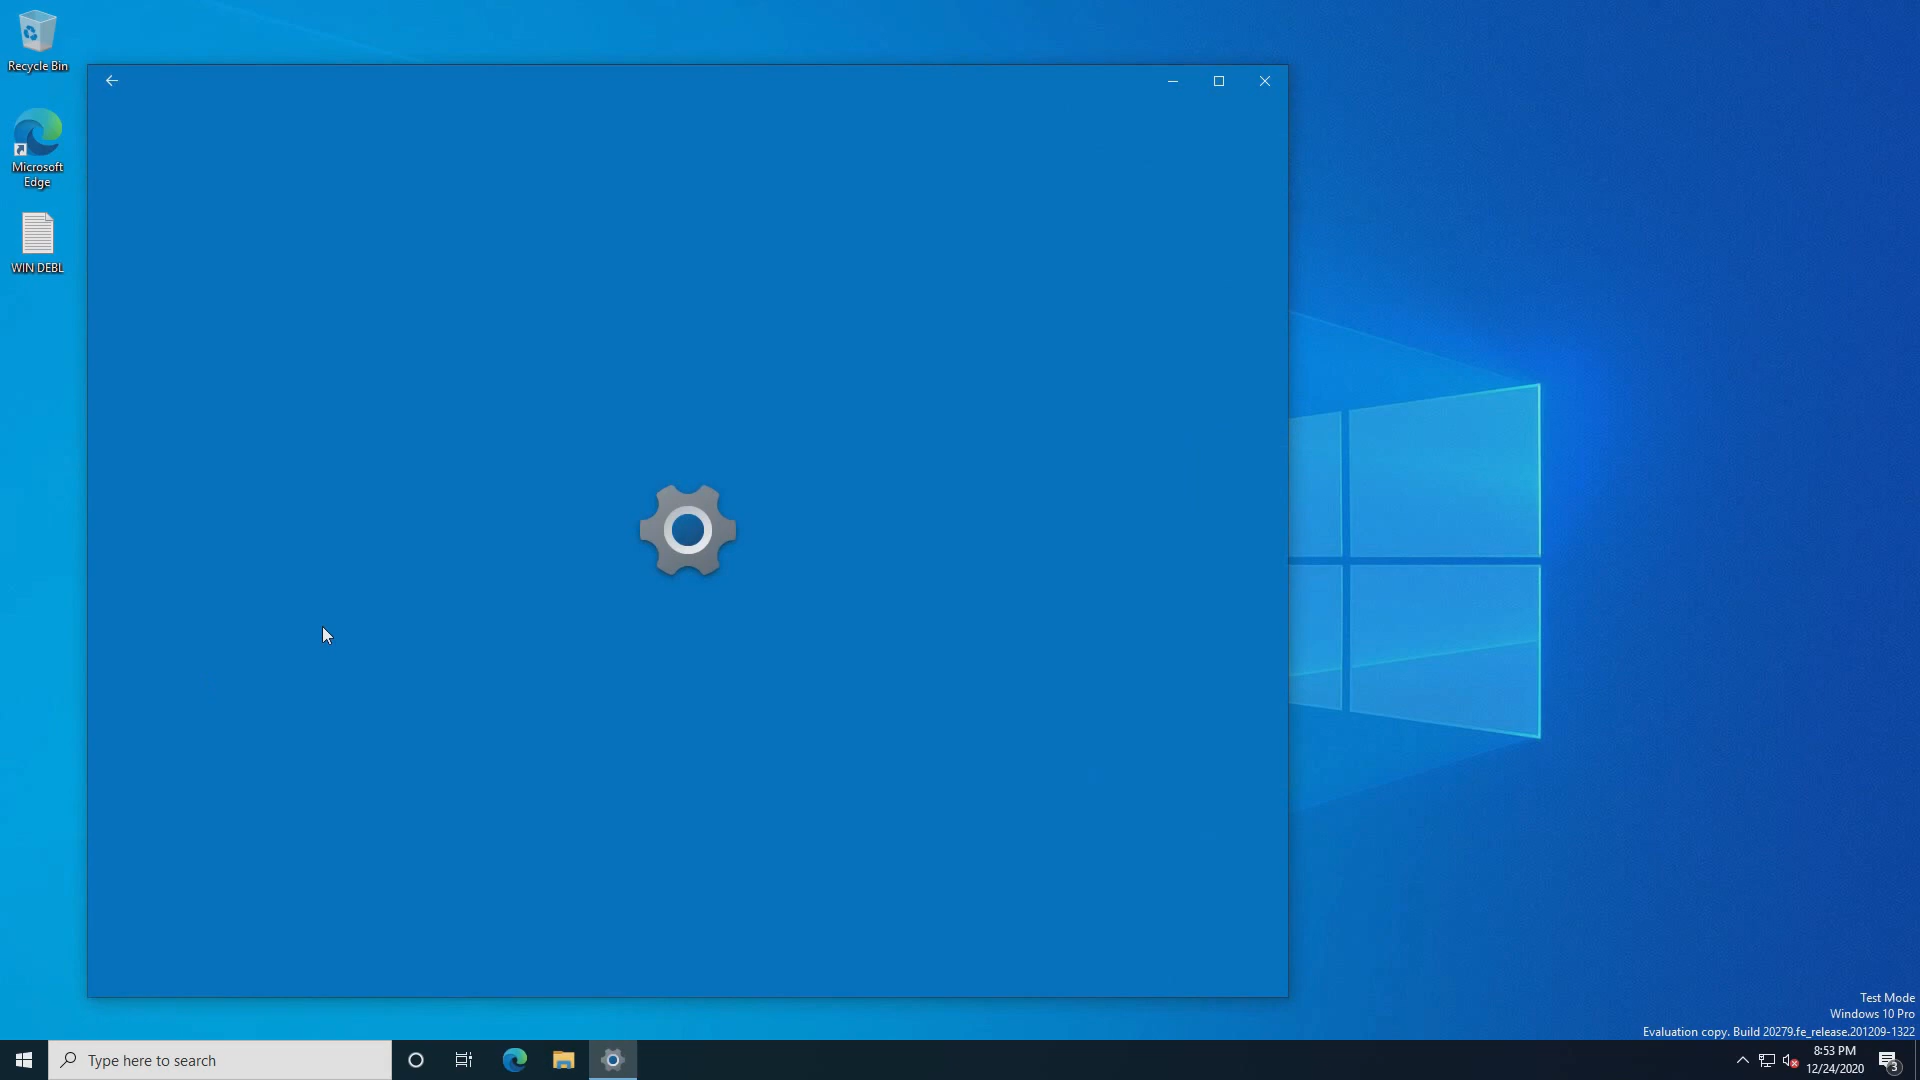 Recycle Bin
Microsoft
Edge
WIN DEBL
Test Mode
Windows 10 Pro
Evaluation copy. Build 20279.fe_release.201209-1322
Type here to search
8:53 PM
12/24/2020
3